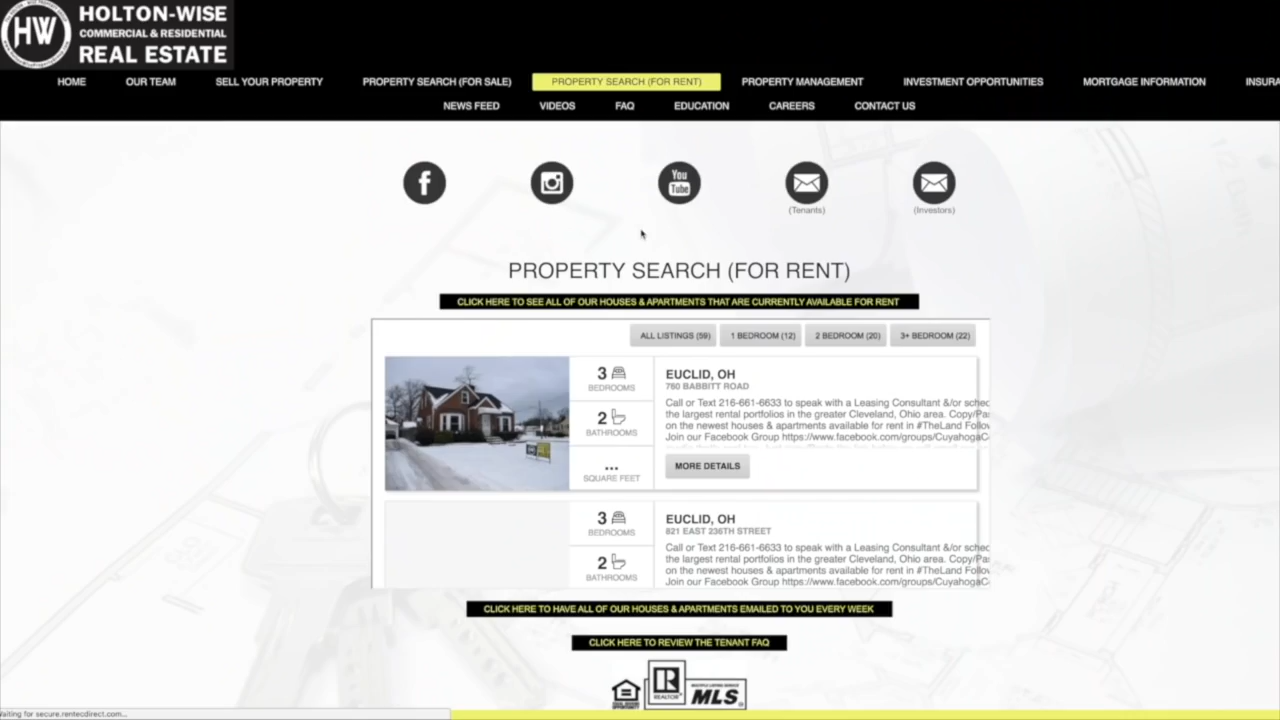 HW
HOLTON-WISE
COMMERCIAL & RESIDENTIAL
REAL ESTATE
HOME OUR TEAM SELL YOUR PROPERTY PROPERTY SEARCH (FOR SALE) PROPERTY SEARCH (FOR RENT) PROPERTY MANAGEMENT INVESTMENT OPPORTUNITIES MORTGAGE INFORMATION INSURA
NEWS FEED VIDEOS FAQ EDUCATION CAREERS CONTACT US
f You Tube
(Tenants) (Investors)
PROPERTY SEARCH (FOR RENT)
CLICK HERE TO SEE ALL OF OUR HOUSES & APARTMENTS THAT ARE CURRENTLY AVAILABLE FOR RENT
ALL LISTINGS (59) 1 BEDROOM (12) 2 BEDROOM (20) 3+ BEDROOM (22)
3
BEDROOMS
2
BATHROOMS
...
SQUARE FEET
EUCLID, OH
760 BABBITT ROAD
Call or Text 216-661-6633 to speak with a Leasing Consultant &/or sched
the largest rental portfolios in the greater Cleveland, Ohio area. Copy/Pas
on the newest houses & apartments available for rent in #TheLand Follow
Join our Facebook Group https://www.facebook.com/groups/CuyahogaC
MORE DETAILS
3
BEDROOMS
2
BATHROOMS
EUCLID, OH
821 EAST 236TH STREET
Call or Text 216-661-6633 to speak with a Leasing Consultant &/or sched
the largest rental portfolios in the greater Cleveland, Ohio area. Copy/Pas
on the newest houses & apartments available for rent in #TheLand Follow
Join our Facebook Group https://www.facebook.com/groups/CuyahogaC
CLICK HERE TO HAVE ALL OF OUR HOUSES & APARTMENTS EMAILED TO YOU EVERY WEEK
CLICK HERE TO REVIEW THE TENANT FAQ
R
REALTOR
MLS
Waiting for secure.rentecdirect.com...